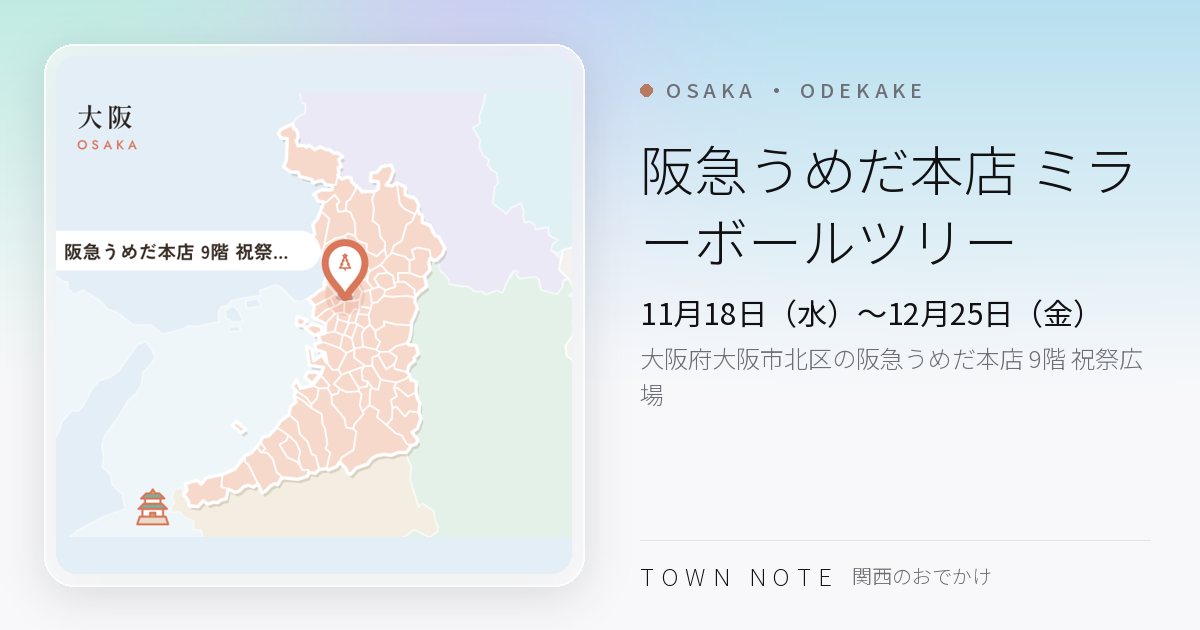 大阪
OSAKA
阪急うめだ本店 9階 祝祭...
OSAKA • ODEKAKE
阪急うめだ本店 ミラ
ーボールツリー
11月18日（水）〜12月25日（金）
大阪府大阪市北区の阪急うめだ本店 9階 祝祭広
場
TOWN NOTE 関西のおでかけ